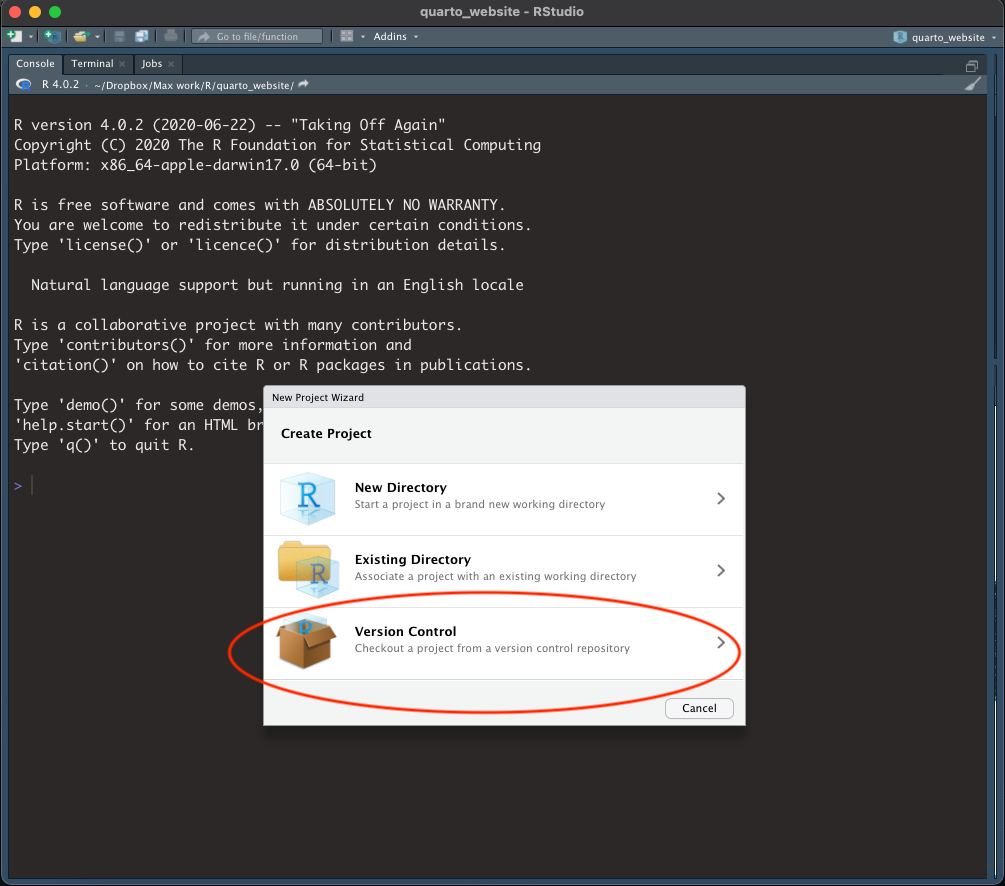 quarto_website - RStudio
Go to file/function
Addins
quarto_website
Console
Terminal
Jobs
R 4.0.2 · ~/Dropbox/Max work/R/quarto_website/
R version 4.0.2 (2020-06-22) -- "Taking Off Again"
Copyright (C) 2020 The R Foundation for Statistical Computing
Platform: x86_64-apple-darwin17.0 (64-bit)
R is free software and comes with ABSOLUTELY NO WARRANTY.
You are welcome to redistribute it under certain conditions.
Type 'license()' or 'licence()' for distribution details.
Natural language support but running in an English locale
R is a collaborative project with many contributors.
Type 'contributors()' for more information and
'citation()' on how to cite R or R packages in publications.
Type 'demo()' for some demos,
'help.start()' for an HTML br
Type 'q()' to quit R.
>
New Project Wizard
Create Project
R
New Directory
Start a project in a brand new working directory
R
Existing Directory
Associate a project with an existing working directory
R
Version Control
Checkout a project from a version control repository
Cancel